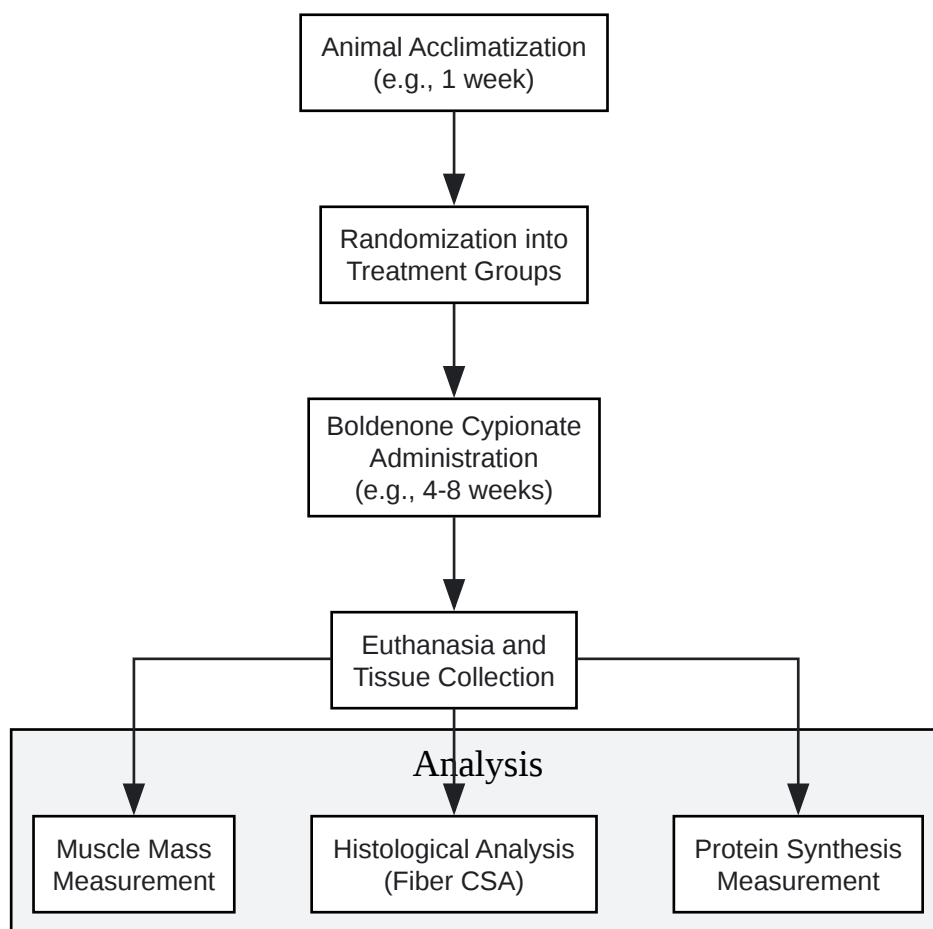 Animal Acclimatization
(e.g., 1 week)
Randomization into
Treatment Groups
Boldenone Cypionate
Administration
(e.g., 4-8 weeks)
Euthanasia and
Tissue Collection
Analysis
Muscle Mass
Measurement
Histological Analysis
(Fiber CSA)
Protein Synthesis
Measurement